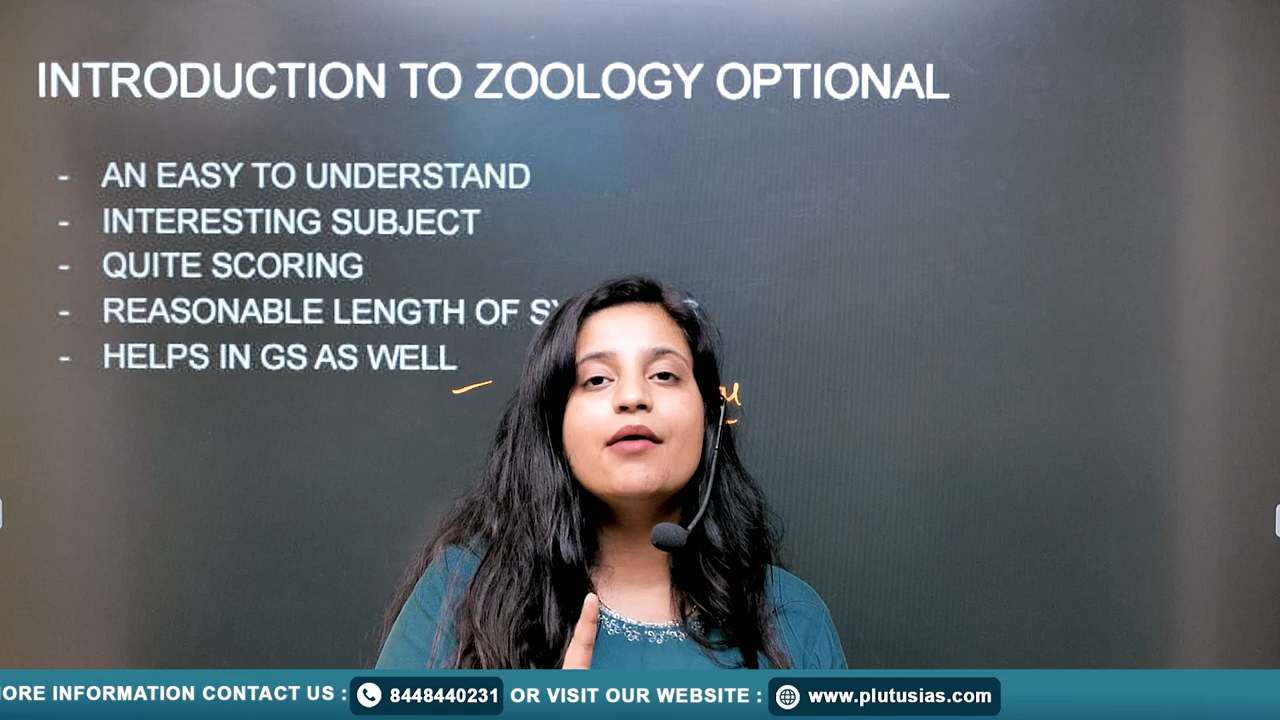 INTRODUCTION TO ZOOLOGY OPTIONAL
- AN EASY TO UNDERSTAND
- INTERESTING SUBJECT
- QUITE SCORING
- REASONABLE LENGTH OF
- HELPS IN GS AS WELL
ORE INFORMATION CONTACT US : 8448440231 OR VISIT OUR WEBSITE : www.plutusias.com